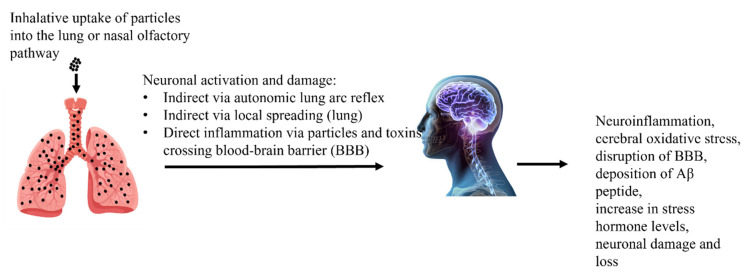 Inhalative uptake of particles
into the lung or nasal olfactory
pathway
Neuronal activation and damage:
• Indirect via autonomic lung arc reflex
• Indirect via local spreading (lung)
• Direct inflammation via particles and toxins
crossing blood-brain barrier (BBB)
Neuroinflammation,
cerebral oxidative stress,
disruption of BBB,
deposition of Aβ
peptide,
increase in stress
hormone levels,
neuronal damage and
loss